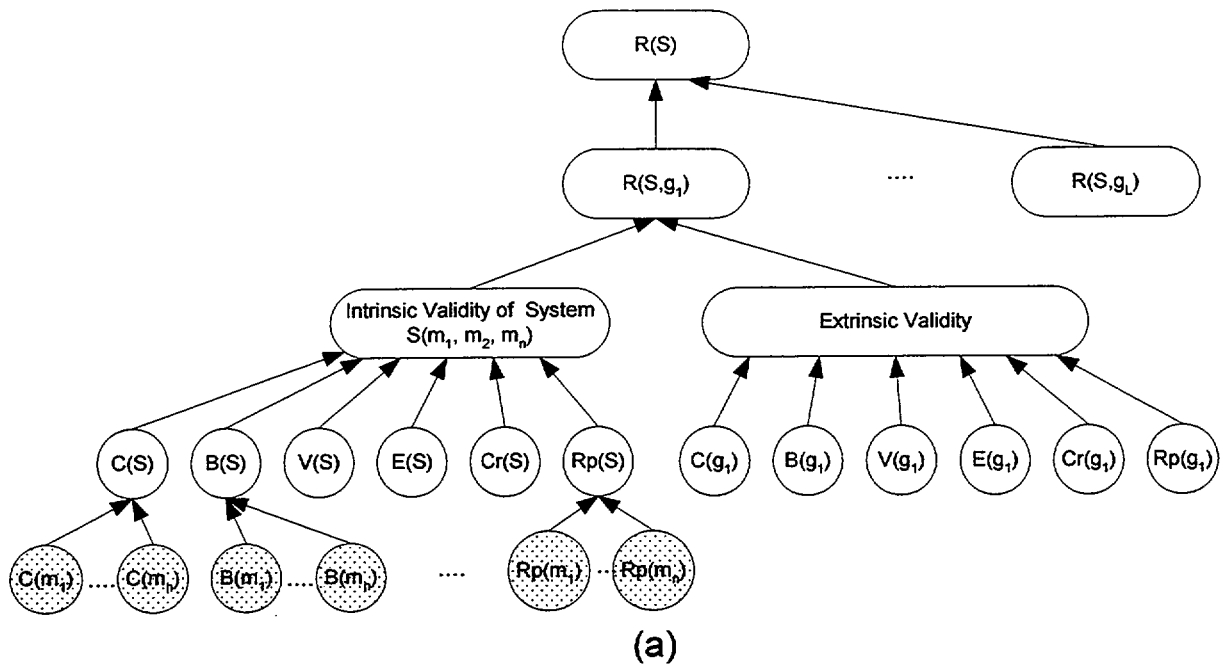 R(S)
R(S,g₁)
....
R(S,g_L)
Intrinsic Validity of System
S(m₁, m₂, mₙ)
Extrinsic Validity
C(S) B(S) V(S) E(S) Cr(S) Rp(S) C(g₁) B(g₁) V(g₁) E(g₁) Cr(g₁) Rp(g₁)
C(m₁) .... C(mₙ) B(m₁) .... B(mₙ) .... Rp(m₁) ... Rp(mₙ)
(a)